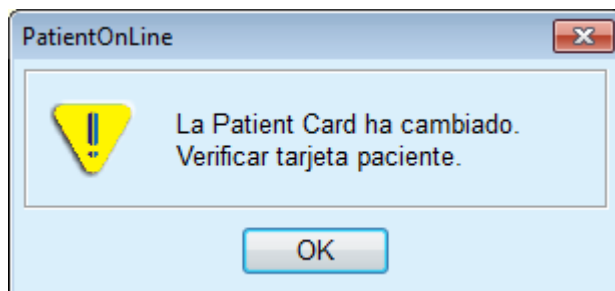 PatientOnLine
La Patient Card ha cambiado.
Verificar tarjeta paciente.
OK